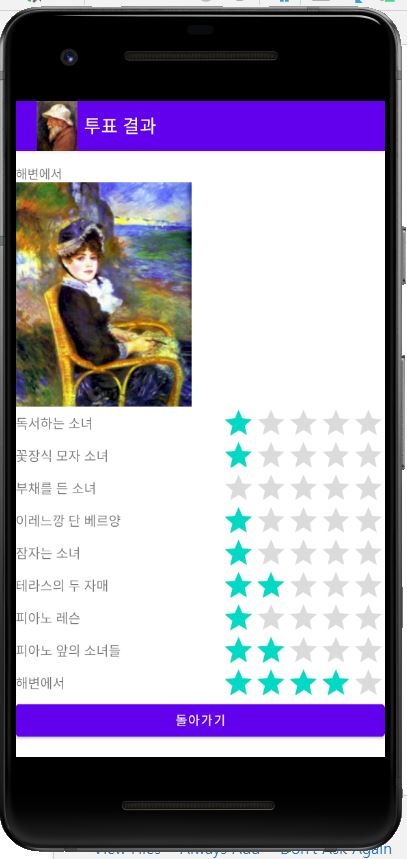 투표 결과
해변에서
독서하는 소녀
꽃장식 모자 소녀
부채를 든 소녀
이레느깡 단 베르양
잠자는 소녀
테라스의 두 자매
피아노 레슨
피아노 앞의 소녀들
해변에서
돌아가기
View Files
Always Add
Don't Ask Again